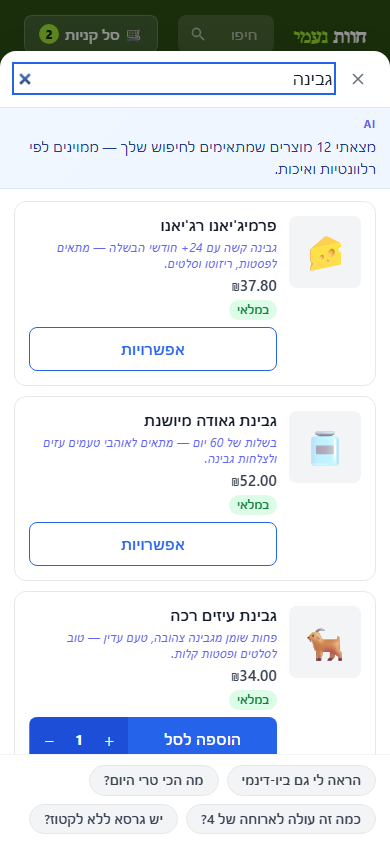 חוות נעמי
חיפו
סל קניות 2
גבינה
AI
מצאתי 12 מוצרים שמתאימים לחיפוש שלך — ממוינים לפי
רלוונטיות ואיכות.
פרמיג'יאנו רג'יאנו
גבינה קשה עם 24+ חודשי הבשלה — מתאים
לפסטות, ריזוטו וסלטים.
₪37.80
במלאי
אפשרויות
גבינת גאודה מיושנת
בשלות של 60 יום — מתאים לאוהבי טעמים עזים
ולצלחות גבינה.
₪52.00
במלאי
אפשרויות
גבינת עיזים רכה
פחות שומן מגבינה צהובה, טעם עדין — טוב
לסלטים ופסטות קלות.
₪34.00
במלאי
הוספה לסל + 1 −
הראה לי גם ביו-דינמי
מה הכי טרי היום?
כמה זה עולה לארוחה של 4?
יש גרסא ללא לקטוז?